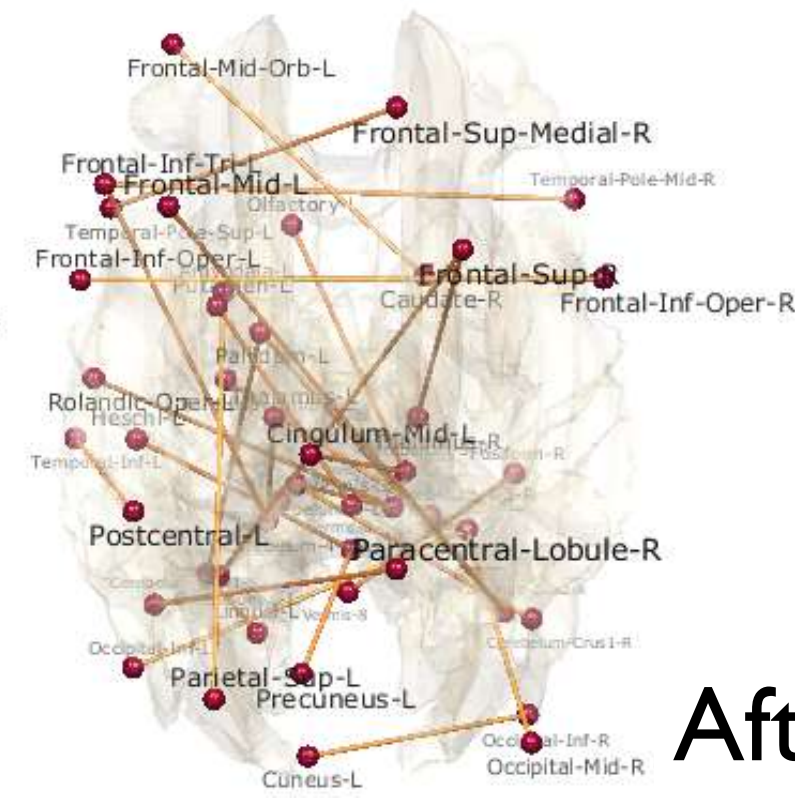 Frontal-Mid-Orb-L
Frontal-Sup-Medial-R
Frontal-Inf-Tri-L
Temporal-Pole-Mid-R
Frontal-Mid-L
Olfactory-L
Temporal-Pole-Sup-L
Frontal-Inf-Oper-L
Frontal-Sup-R
Putamen-L
Caudate-R
Frontal-Inf-Oper-R
Pallidum-L
Rolandic-Oper-L
Heschl-L
Cingulum-Mid-L
Temporal-Inf-L
Postcentral-L
Paracentral-Lobule-R
Lingual-L
Vermis-8
Cerebelum-Crus1-R
Occipital-Inf-L
Parietal-Sup-L
Precuneus-L
Aft
Occipital-Inf-R
Occipital-Mid-R
Cuneus-L